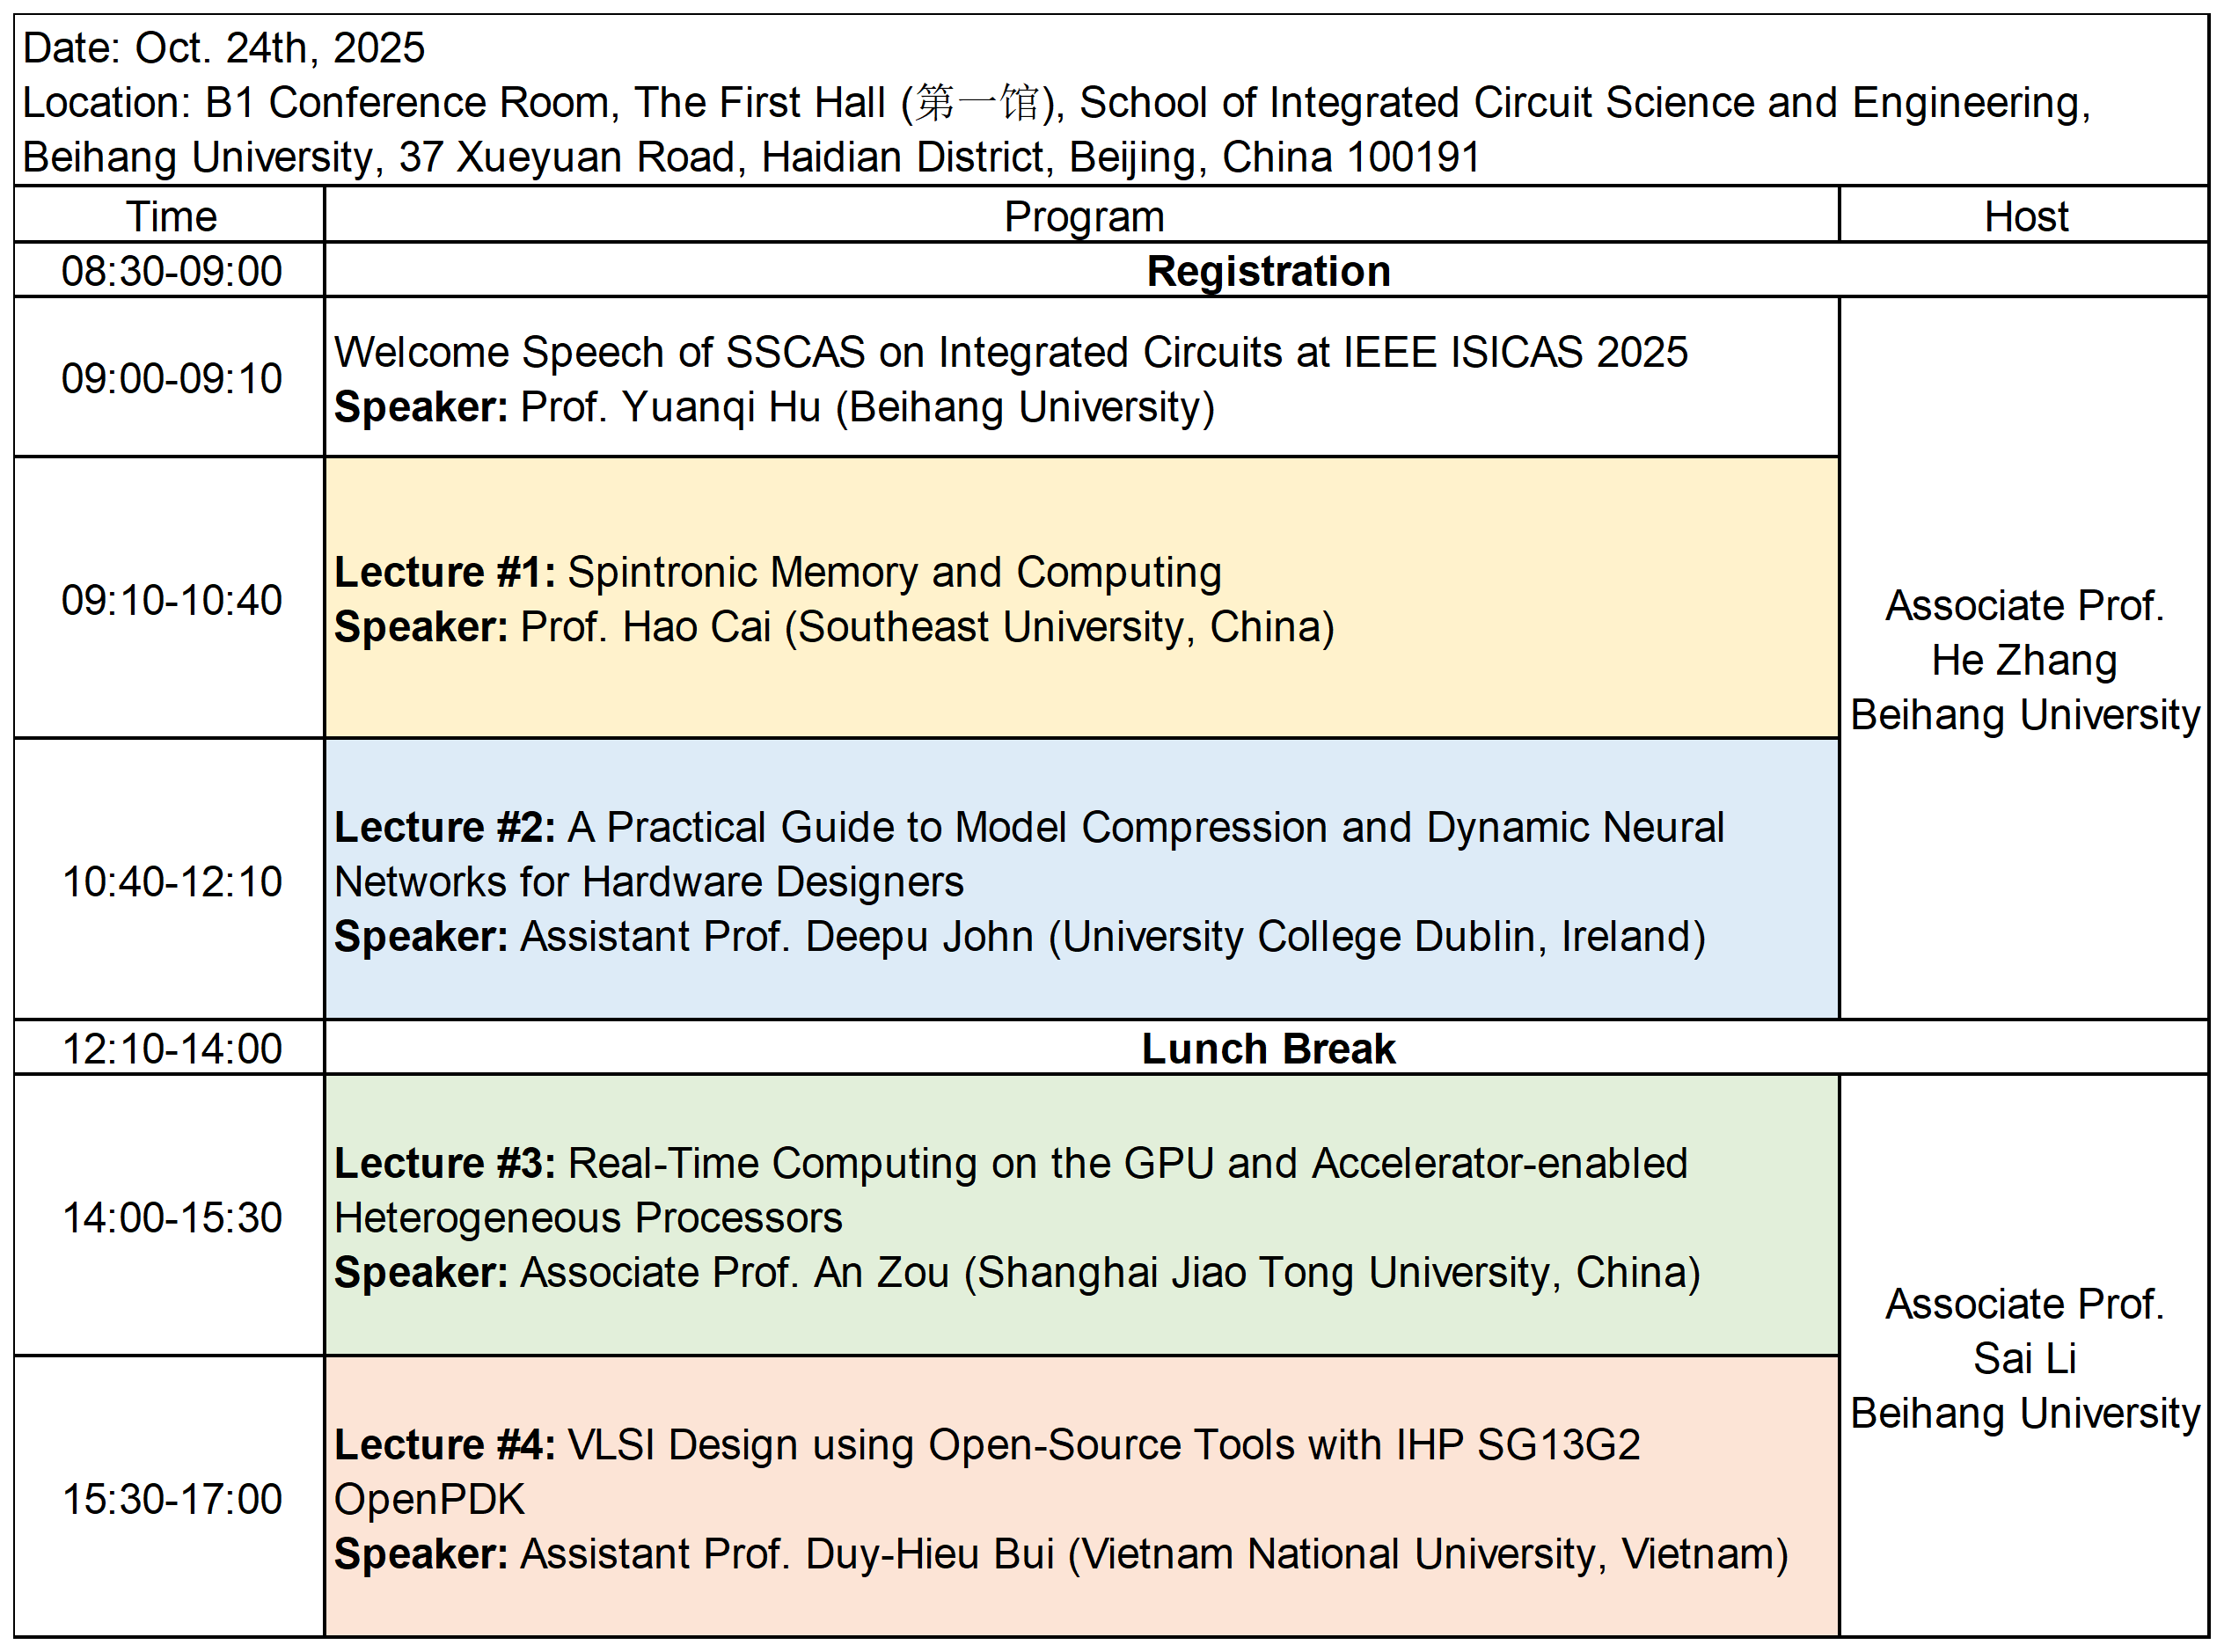 Date: Oct. 24th, 2025
Location: B1 Conference Room, The First Hall (第一馆), School of Integrated Circuit Science and Engineering,
Beihang University, 37 Xueyuan Road, Haidian District, Beijing, China 100191
Time
Program
Host
08:30-09:00
Registration
09:00-09:10
Welcome Speech of SSCAS on Integrated Circuits at IEEE ISICAS 2025
Speaker: Prof. Yuanqi Hu (Beihang University)
09:10-10:40
Lecture #1: Spintronic Memory and Computing
Speaker: Prof. Hao Cai (Southeast University, China)
10:40-12:10
Lecture #2: A Practical Guide to Model Compression and Dynamic Neural
Networks for Hardware Designers
Speaker: Assistant Prof. Deepu John (University College Dublin, Ireland)
Associate Prof.
He Zhang
Beihang University
12:10-14:00
Lunch Break
14:00-15:30
Lecture #3: Real-Time Computing on the GPU and Accelerator-enabled
Heterogeneous Processors
Speaker: Associate Prof. An Zou (Shanghai Jiao Tong University, China)
15:30-17:00
Lecture #4: VLSI Design using Open-Source Tools with IHP SG13G2
OpenPDK
Speaker: Assistant Prof. Duy-Hieu Bui (Vietnam National University, Vietnam)
Associate Prof.
Sai Li
Beihang University